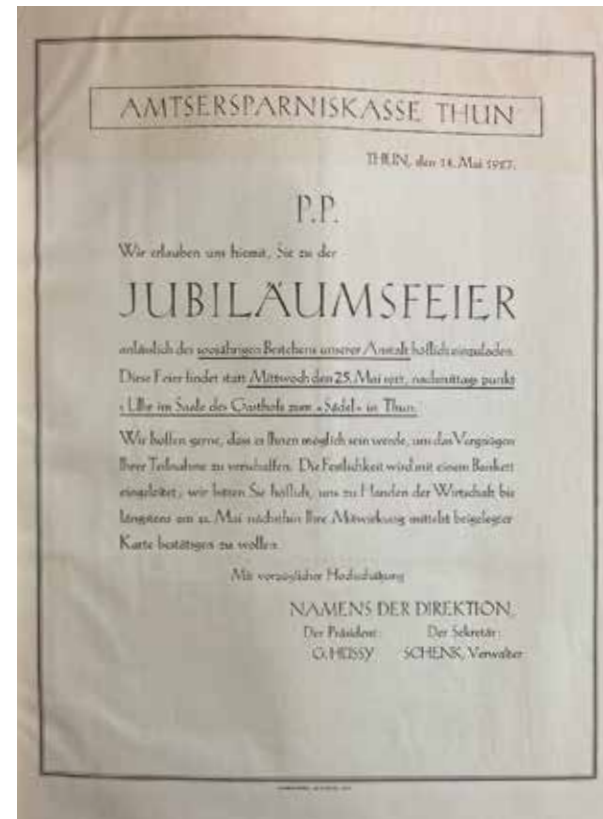 AMTSERSPARNISKASSE THUN
THUN, den 14. Mai 1927.
P.P.
Wir erlauben uns hiemit, Sie zu der
JUBILÄUMSFEIER
anlässlich des 100jährigen Bestehens unserer Anstalt höflich einzuladen.
Diese Feier findet statt Mittwoch den 25. Mai 1927, nachmittags punkt
1 Uhr im Saale des Gasthofs zum «Sädel» in Thun.
Wir hoffen gerne, dass es Ihnen möglich sein werde, uns das Vergnügen
Ihrer Teilnahme zu verschaffen. Die Festlichkeit wird mit einem Bankett
eingeleitet; wir bitten Sie höflich, uns zu Handen der Wirtschaft bis
längstens am Mai nächsthin Ihre Mitwirkung mittelst beigelegter
Karte bestätigen zu wollen.
Mit vorzüglicher Hochschätzung
NAMENS DER DIREKTION,
Der Präsident: Der Sekretär:
G. SCHENK, Verwalter